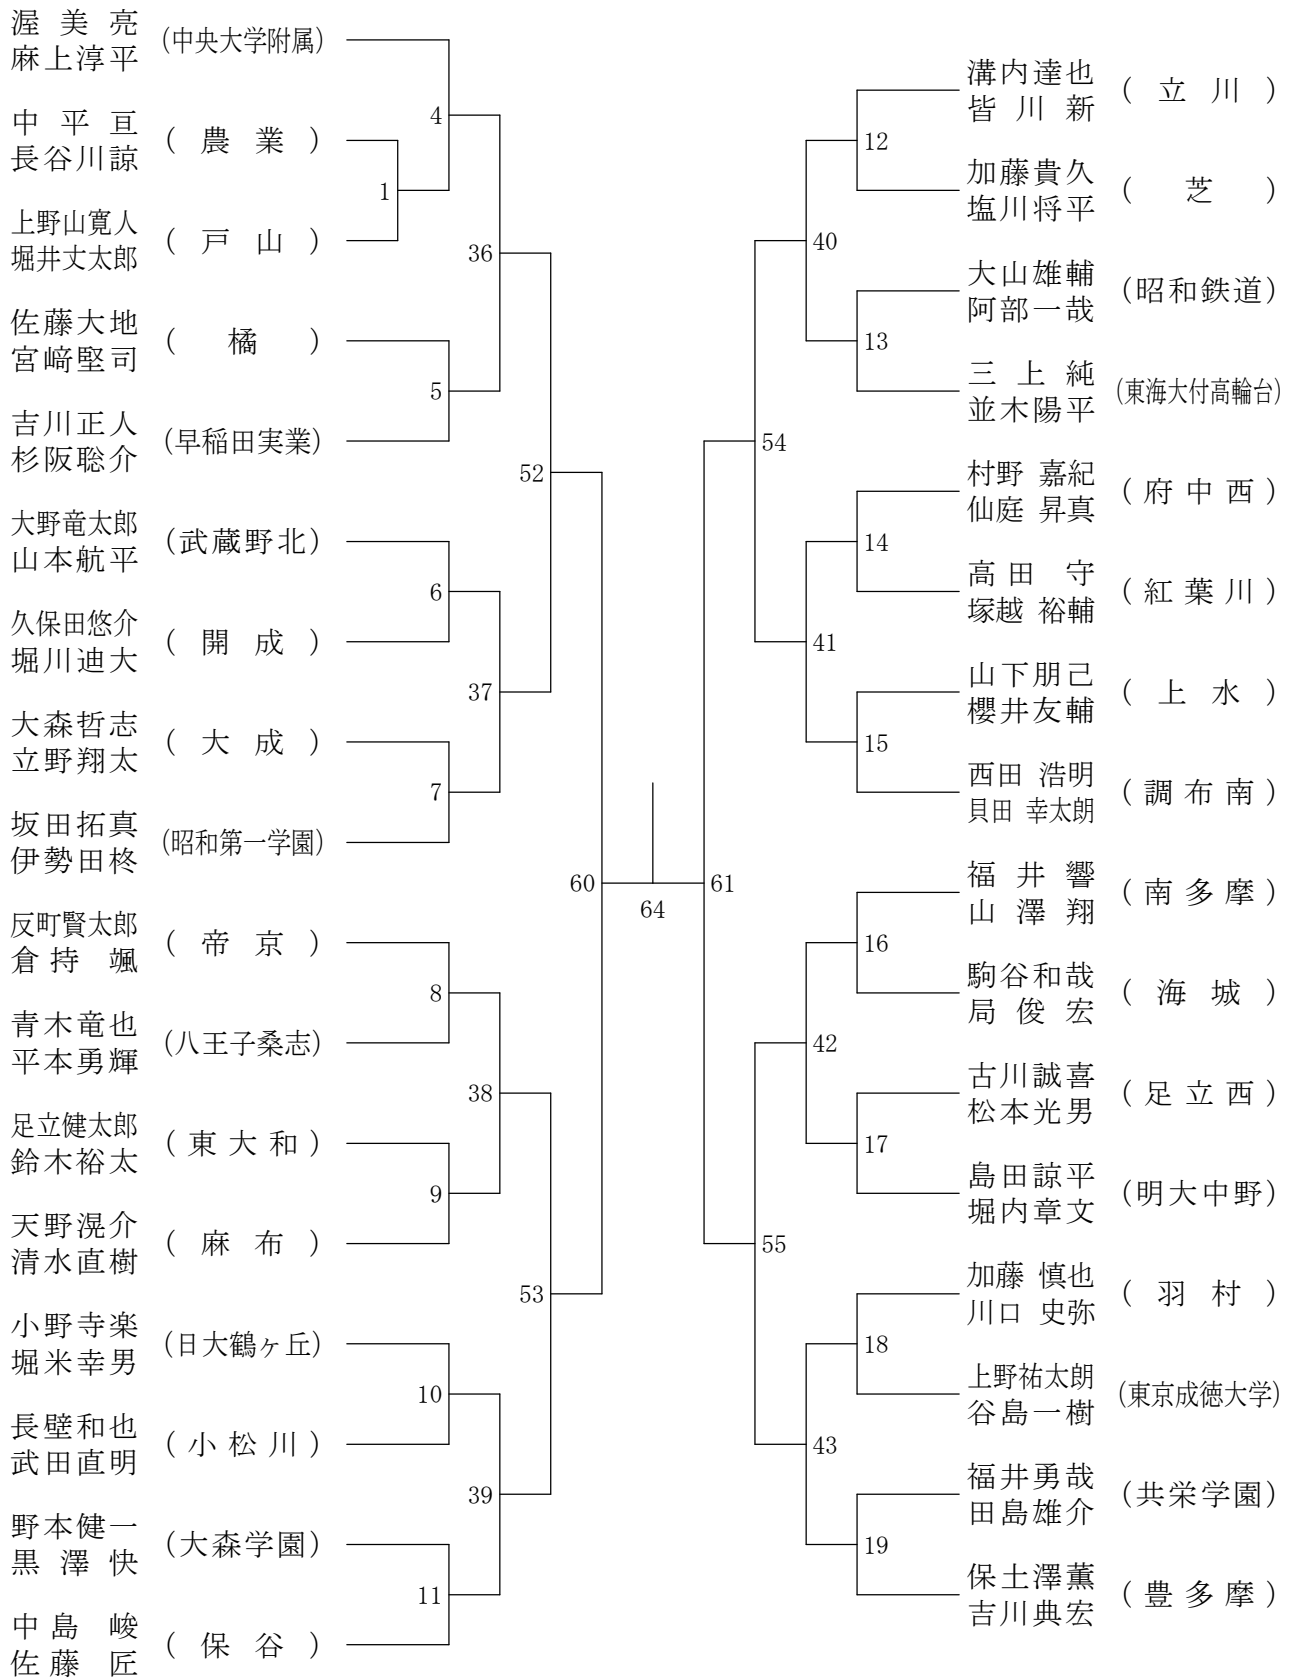 渥美亮
麻上淳平
(中央大学附属)
中平亘
長谷川諒
(農業)
上野山寛人
堀井丈太郎
(戸山)
佐藤大地
宮﨑堅司
(橘)
吉川正人
杉阪聡介
(早稲田実業)
大野竜太郎
山本航平
(武蔵野北)
久保田悠介
堀川迪大
(開成)
大森哲志
立野翔太
(大成)
坂田拓真
伊勢田柊
(昭和第一学園)
反町賢太郎
倉持颯
(帝京)
青木竜也
平本勇輝
(八王子桑志)
足立健太郎
鈴木裕太
(東大和)
天野滉介
清水直樹
(麻布)
小野寺楽
堀米幸男
(日大鶴ヶ丘)
長壁和也
武田直明
(小松川)
野本健一
黒澤快
(大森学園)
中島峻
佐藤匠
(保谷)
4
1
36
5
52
6
37
7
60
8
38
9
53
10
39
11
64
61
12
40
13
54
14
41
15
16
42
17
55
18
43
19
溝内達也
皆川新
(立川)
加藤貴久
塩川将平
(芝)
大山雄輔
阿部一哉
(昭和鉄道)
三上純
並木陽平
(東海大付高輪台)
村野 嘉紀
仙庭 昇真
(府中西)
高田 守
塚越 裕輔
(紅葉川)
山下朋己
櫻井友輔
(上水)
西田 浩明
貝田 幸太朗
(調布南)
福井響
山澤翔
(南多摩)
駒谷和哉
局俊宏
(海城)
古川誠喜
松本光男
(足立西)
島田諒平
堀内章文
(明大中野)
加藤 慎也
川口 史弥
(羽村)
上野祐太朗
谷島一樹
(東京成徳大学)
福井勇哉
田島雄介
(共栄学園)
保土澤薫
吉川典宏
(豊多摩)